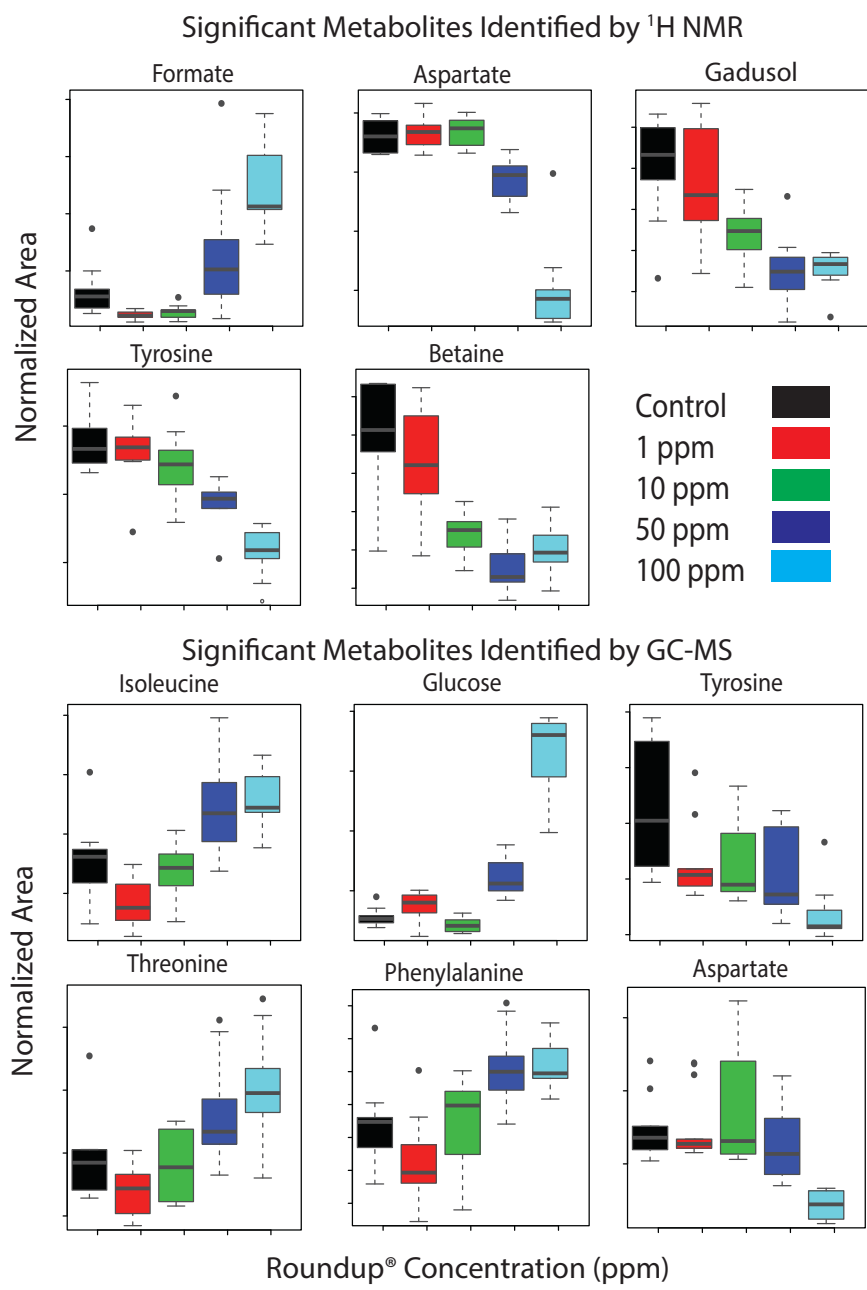 Significant Metabolites Identified by ¹H NMR
Formate
Aspartate
Gadusol
Normalized Area
Tyrosine
Betaine
Control
1 ppm
10 ppm
50 ppm
100 ppm
Significant Metabolites Identified by GC-MS
Isoleucine
Glucose
Tyrosine
Normalized Area
Threonine
Phenylalanine
Aspartate
Roundup® Concentration (ppm)